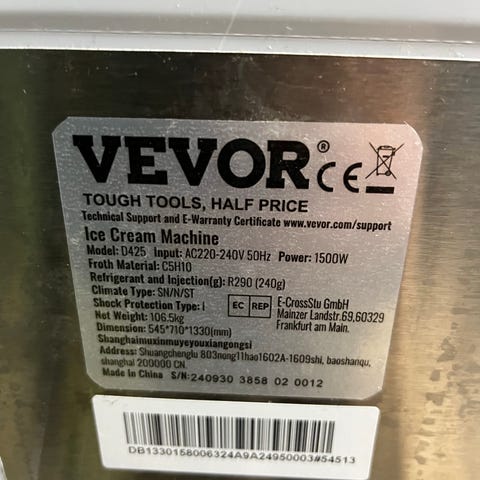 VEVOR®
TOUGH TOOLS, HALF PRICE
Technical Support and E-Warranty Certificate www.vevor.com/support
Ice Cream Machine
Model: D425 Input: AC220-240V 50Hz Power: 1500W
Froth Material: C5H10
Refrigerant and Injection(g): R290 (240g)
Climate Type: SN/N/ST
Shock Protection Type: I
Net Weight: 106.5kg
EC REP
E-CrossStu GmbH
Mainzer Landstr.69,60329
Frankfurt am Main.
Dimension: 545*710*1330(mm)
Shanghaimuxinmuyeyouxiangongsi
Address: Shuangchenglu 803nong11hao1602A-1609shi, baoshanqu,
shanghai 200000 CN.
Made In China S/N: 240930 3858 02 0012
DB1330158006324A9A24950003#54513